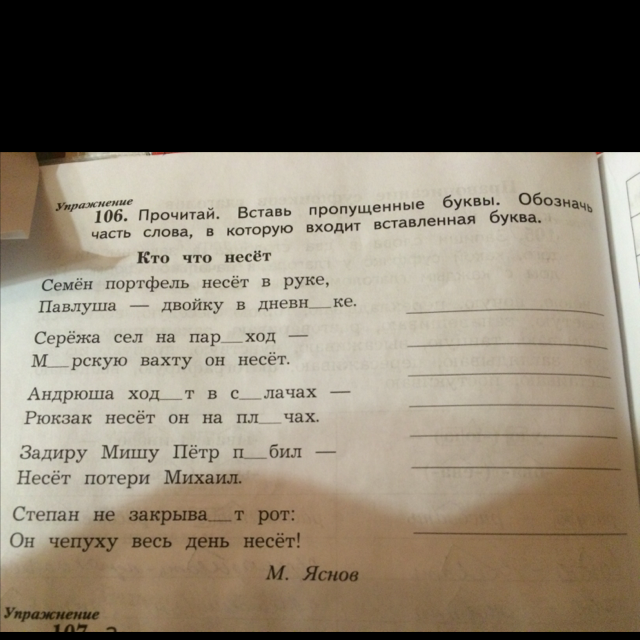 Упражнение
106. Прочитай. Вставь пропущенные буквы. Обозначь
часть слова, в которую входит вставленная буква.
Кто что несёт
Семён портфель несёт в руке,
Павлуша — двойку в дневн__ке.
Серёжа сел на пар__ход —
М__рскую вахту он несёт.
Андрюша ход__т в с__лачах —
Рюкзак несёт он на пл__чах.
Задиру Мишу Пётр п__бил —
Несёт потери Михаил.
Степан не закрыва__т рот:
Он чепуху весь день несёт!
М. Яснов
Упражнение
107.